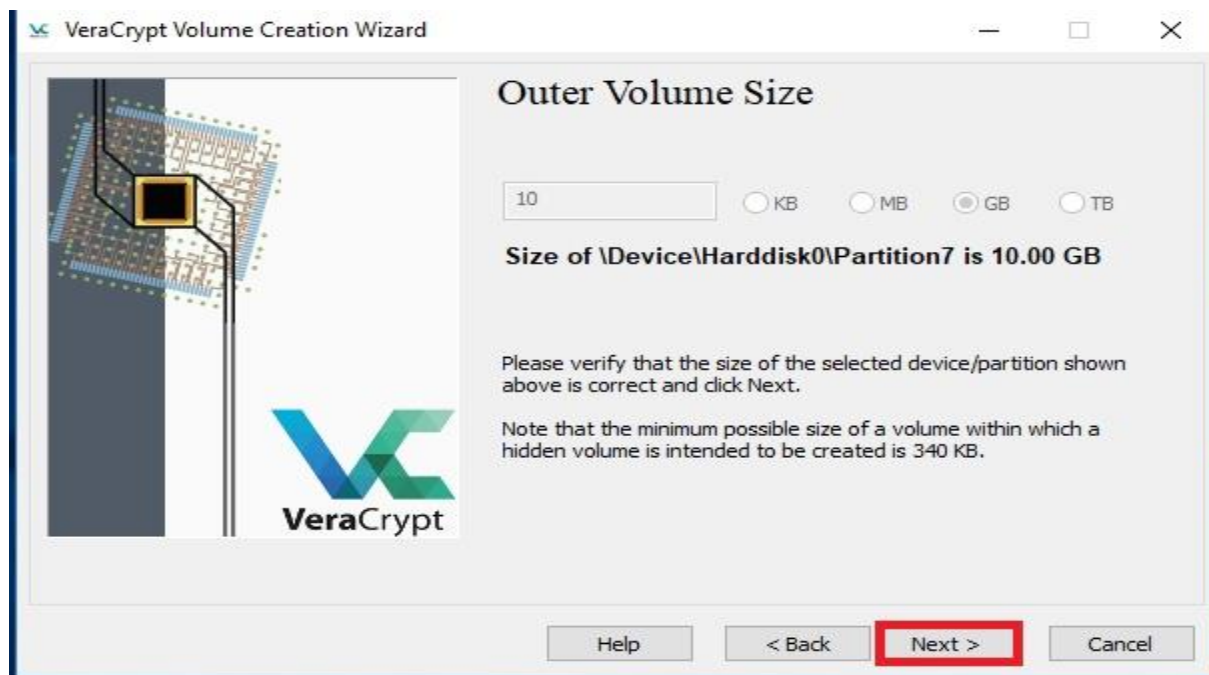 VeraCrypt Volume Creation Wizard
Outer Volume Size
10 KB MB GB TB
Size of \Device\Harddisk0\Partition7 is 10.00 GB
Please verify that the size of the selected device/partition shown
above is correct and click Next.
Note that the minimum possible size of a volume within which a
hidden volume is intended to be created is 340 KB.
VeraCrypt
Help < Back Next > Cancel